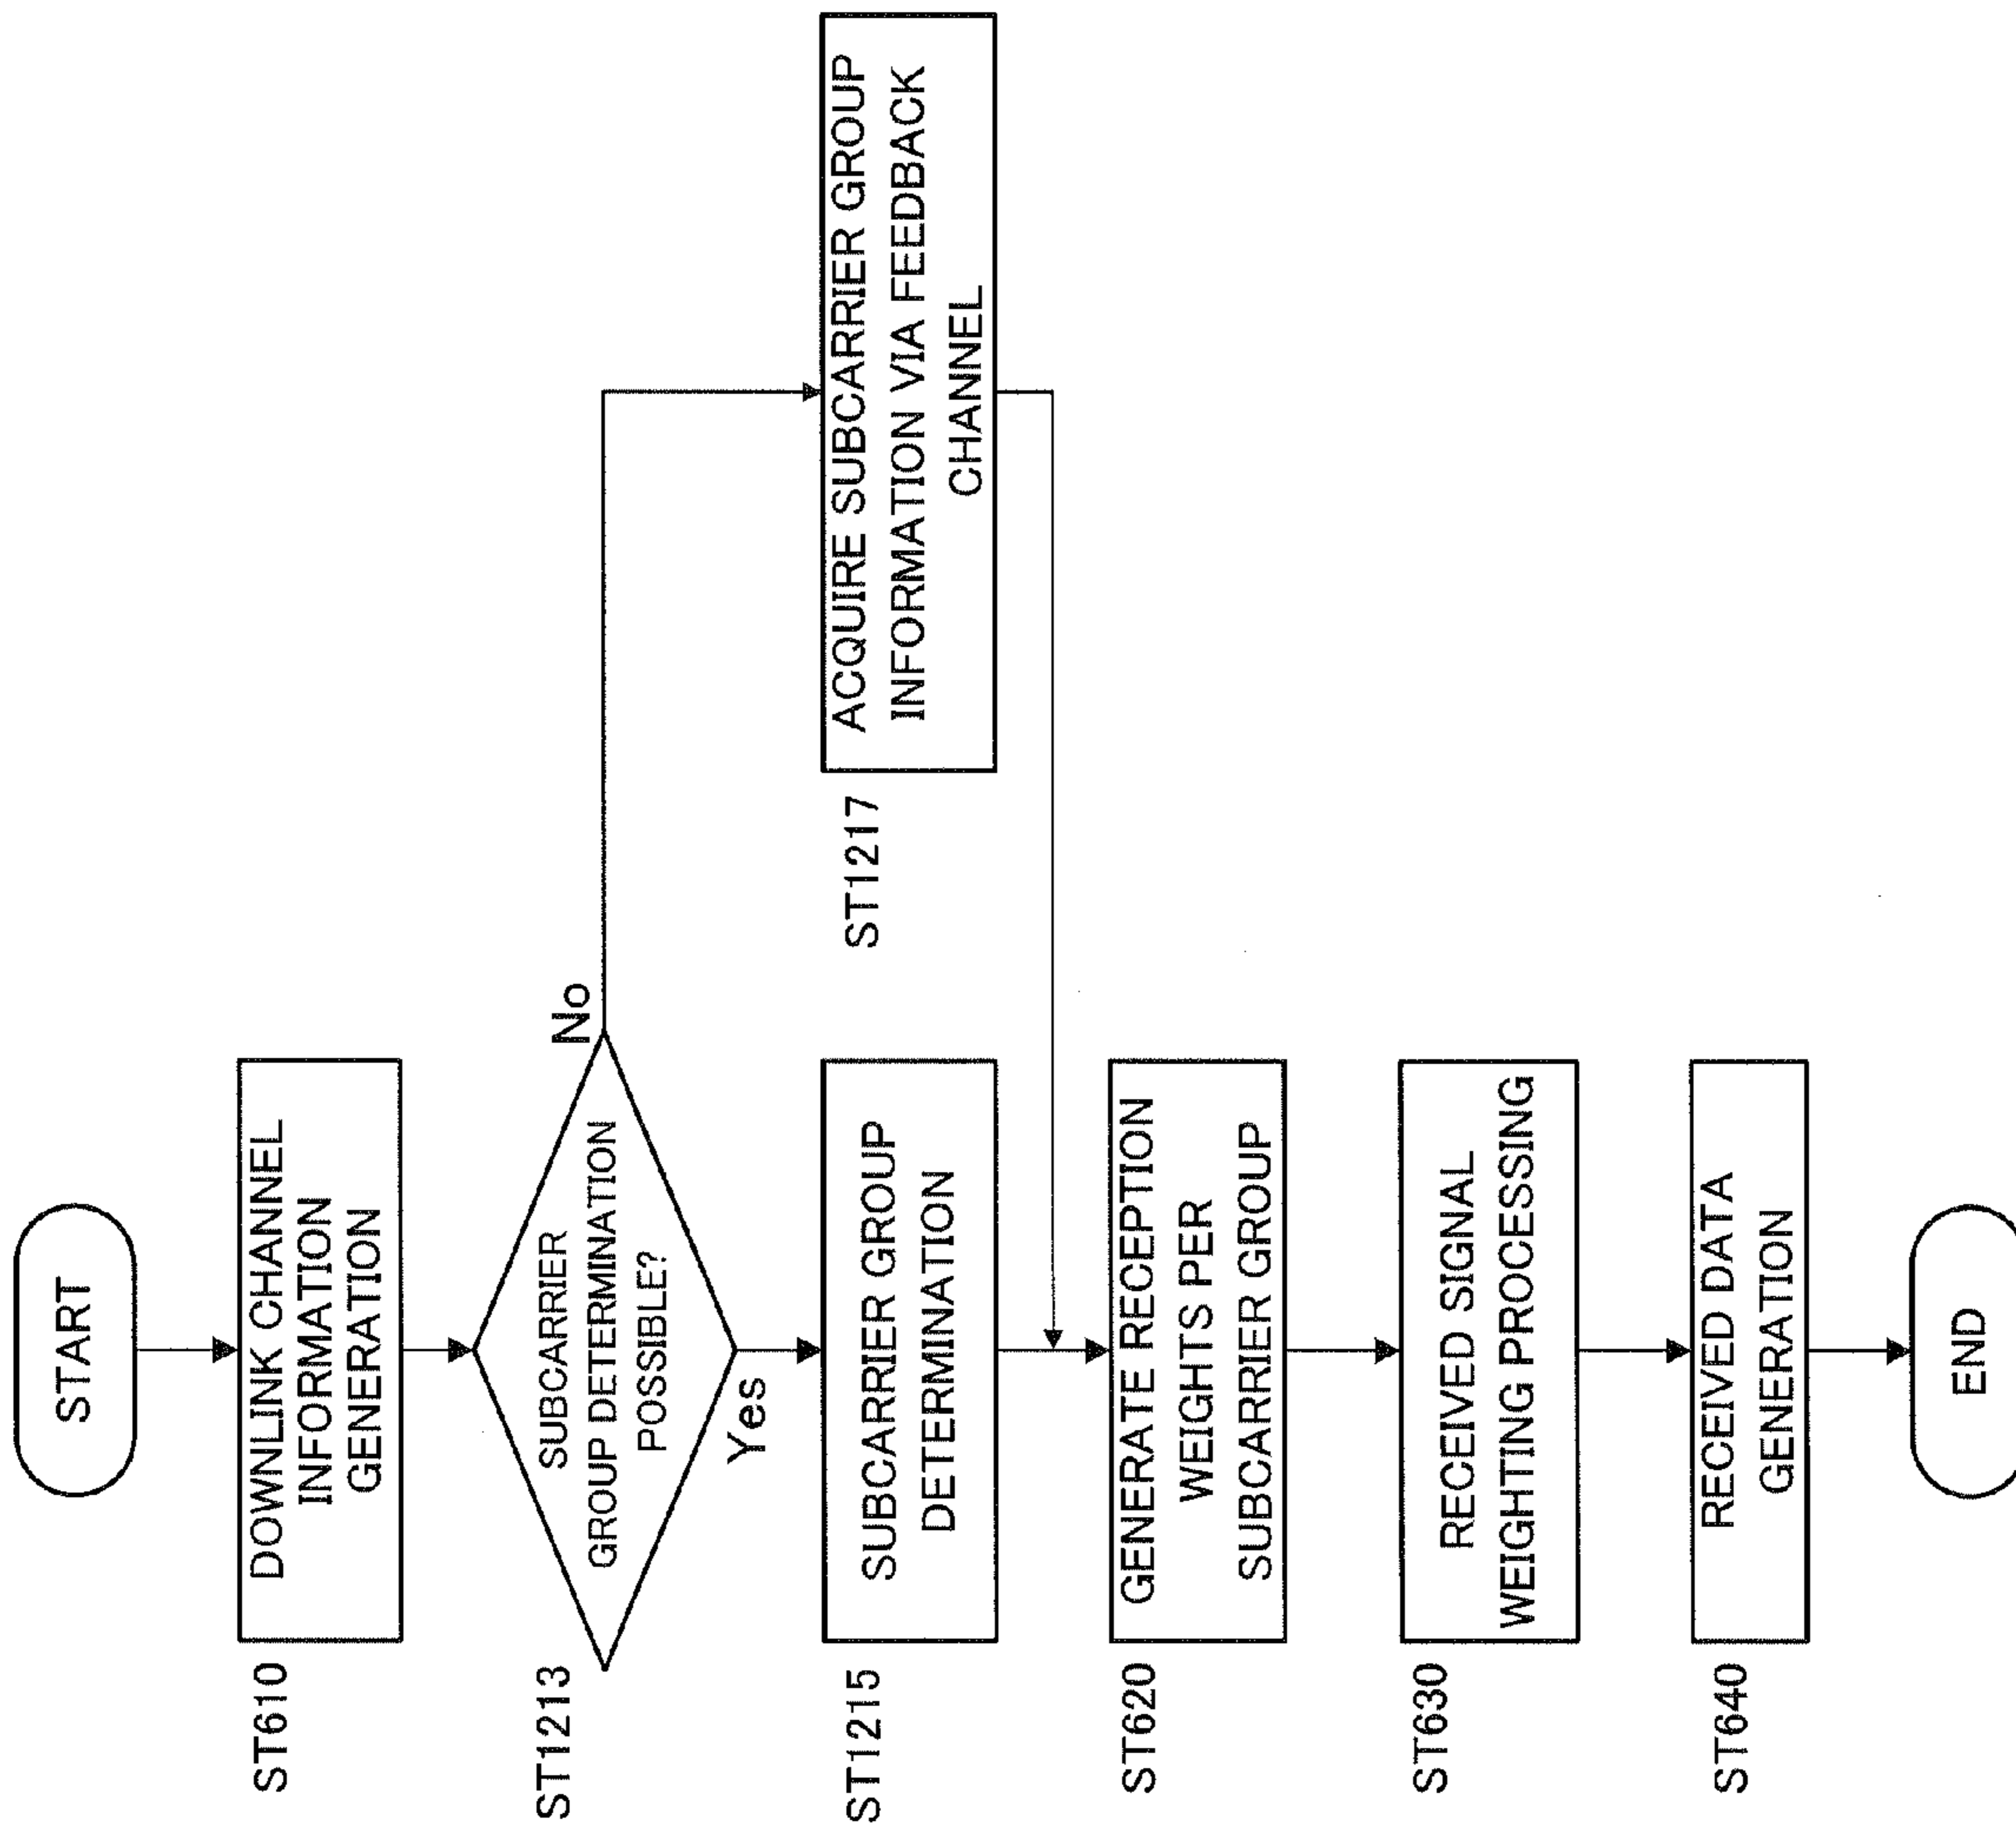 START
ST610
DOWNLINK CHANNEL
INFORMATION
GENERATION
ST1213
SUBCARRIER
GROUP DETERMINATION
POSSIBLE?
No
Yes
ST1215
SUBCARRIER GROUP
DETERMINATION
ST1217
ACQUIRE SUBCARRIER GROUP
INFORMATION VIA FEEDBACK
CHANNEL
ST620
GENERATE RECEPTION
WEIGHTS PER
SUBCARRIER GROUP
ST630
RECEIVED SIGNAL
WEIGHTING PROCESSING
ST640
RECEIVED DATA
GENERATION
END